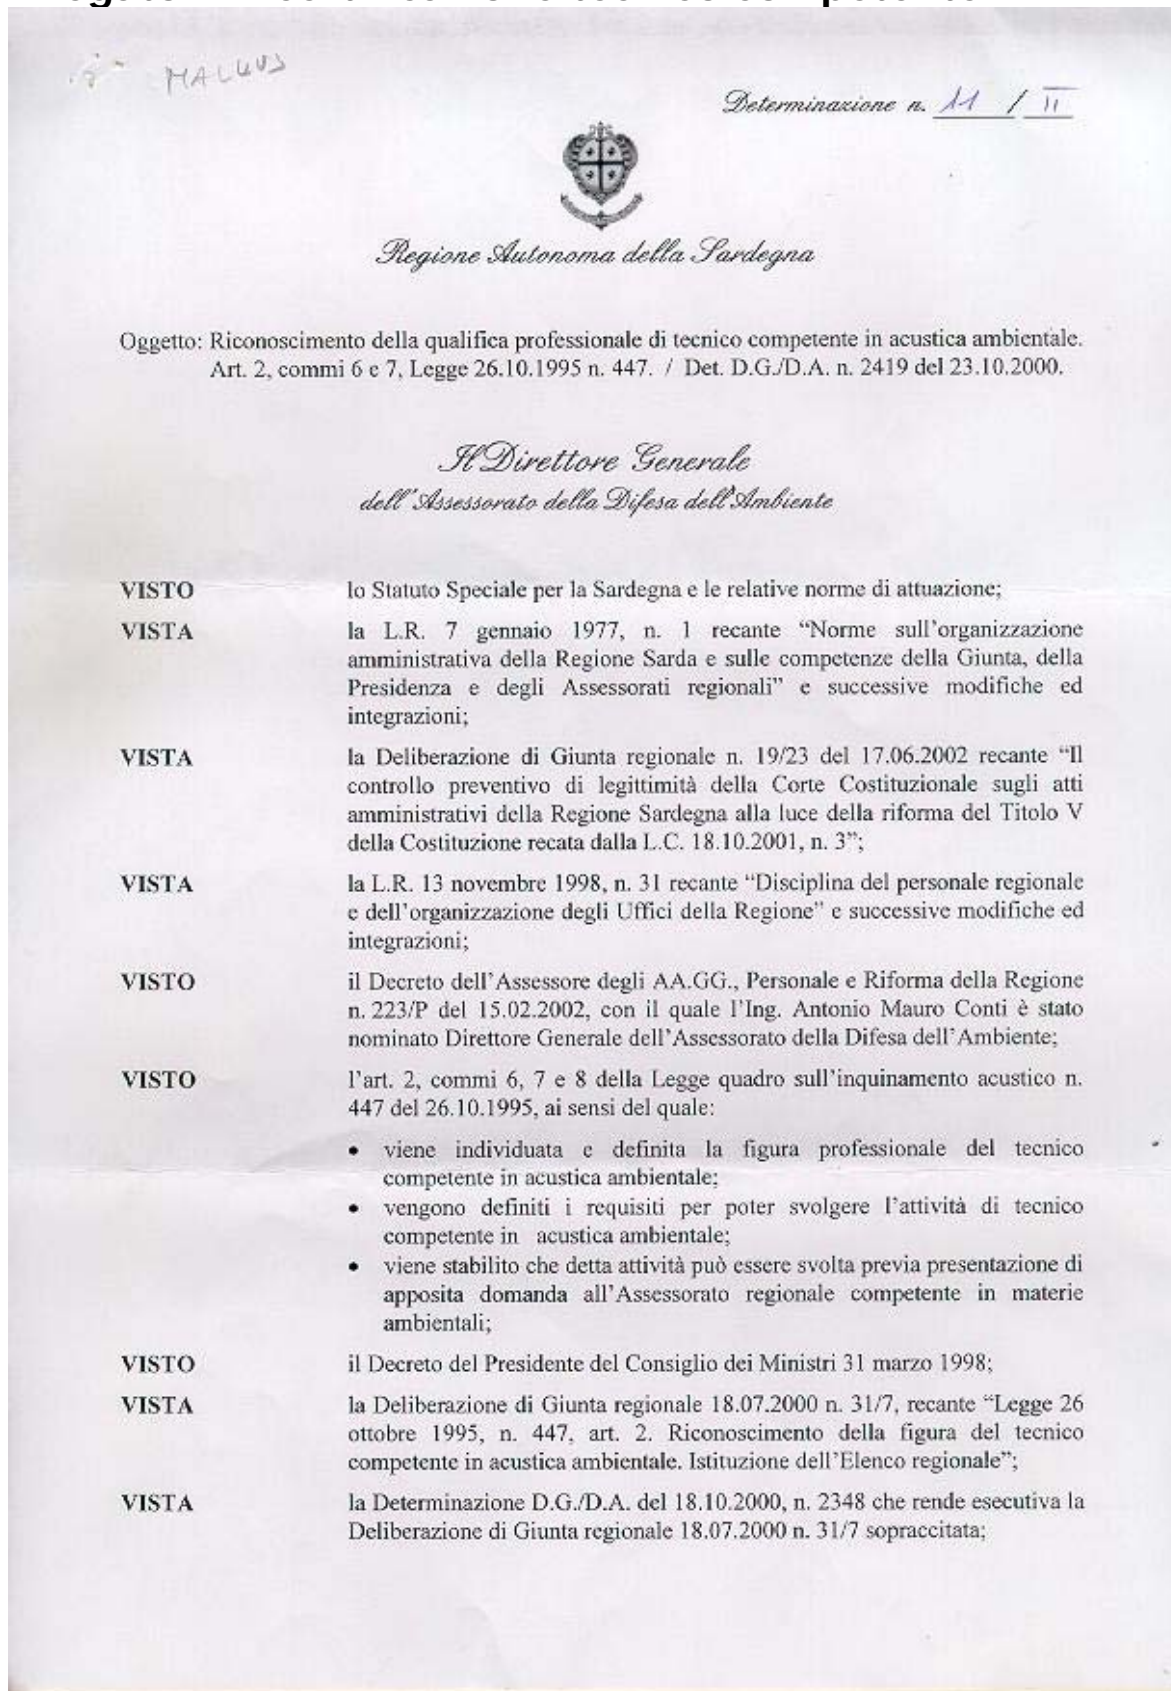 MALLUS
Determinazione n. 11 / II
Regione Autonoma della Sardegna
Oggetto: Riconoscimento della qualifica professionale di tecnico competente in acustica ambientale.
Art. 2, commi 6 e 7, Legge 26.10.1995 n. 447. / Det. D.G./D.A. n. 2419 del 23.10.2000.
Il Direttore Generale
dell'Assessorato della Difesa dell'Ambiente
VISTO lo Statuto Speciale per la Sardegna e le relative norme di attuazione;
VISTA la L.R. 7 gennaio 1977, n. 1 recante “Norme sull’organizzazione
amministrativa della Regione Sarda e sulle competenze della Giunta, della
Presidenza e degli Assessorati regionali” e successive modifiche ed
integrazioni;
VISTA la Deliberazione di Giunta regionale n. 19/23 del 17.06.2002 recante “Il
controllo preventivo di legittimità della Corte Costituzionale sugli atti
amministrativi della Regione Sardegna alla luce della riforma del Titolo V
della Costituzione recata dalla L.C. 18.10.2001, n. 3”;
VISTA la L.R. 13 novembre 1998, n. 31 recante “Disciplina del personale regionale
e dell’organizzazione degli Uffici della Regione” e successive modifiche ed
integrazioni;
VISTO il Decreto dell’Assessore degli AA.GG., Personale e Riforma della Regione
n. 223/P del 15.02.2002, con il quale l’Ing. Antonio Mauro Conti è stato
nominato Direttore Generale dell’Assessorato della Difesa dell’Ambiente;
VISTO l’art. 2, commi 6, 7 e 8 della Legge quadro sull’inquinamento acustico n.
447 del 26.10.1995, ai sensi del quale:
• viene individuata e definita la figura professionale del tecnico
competente in acustica ambientale;
• vengono definiti i requisiti per poter svolgere l’attività di tecnico
competente in acustica ambientale;
• viene stabilito che detta attività può essere svolta previa presentazione di
apposita domanda all’Assessorato regionale competente in materie
ambientali;
VISTO il Decreto del Presidente del Consiglio dei Ministri 31 marzo 1998;
VISTA la Deliberazione di Giunta regionale 18.07.2000 n. 31/7, recante “Legge 26
ottobre 1995, n. 447, art. 2. Riconoscimento della figura del tecnico
competente in acustica ambientale. Istituzione dell’Elenco regionale”;
VISTA la Determinazione D.G./D.A. del 18.10.2000, n. 2348 che rende esecutiva la
Deliberazione di Giunta regionale 18.07.2000 n. 31/7 sopraccitata;